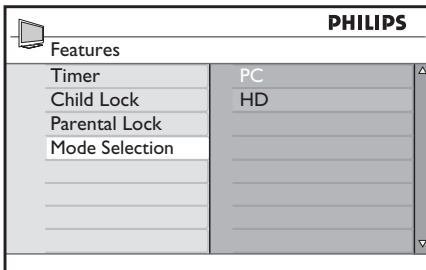 PHILIPS
Features
Timer
PC
Child Lock
HD
Parental Lock
Mode Selection